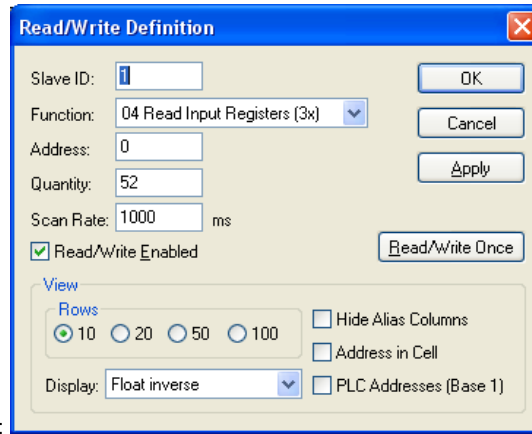 Read/Write Definition
Slave ID: 1
OK
Function: 04 Read Input Registers (3x)
Cancel
Address: 0
Apply
Quantity: 52
Scan Rate: 1000 ms
Read/Write Enabled
Read/Write Once
View
Rows
10 20 50 100
Hide Alias Columns
Address in Cell
Display: Float inverse
PLC Addresses (Base 1)
: